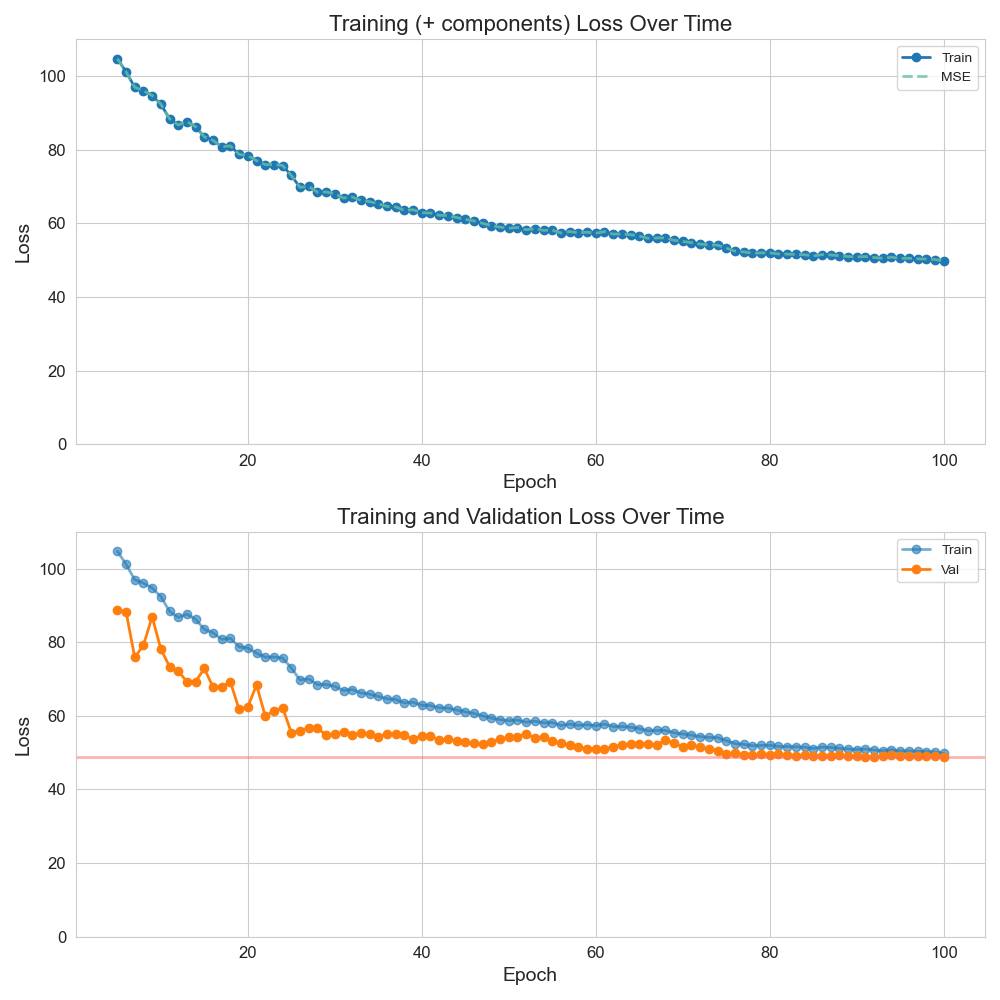 Training (+ components) Loss Over Time
Train
MSE
Loss
100
80
60
40
20
0
20 40 60 80 100
Epoch
Training and Validation Loss Over Time
Train
Val
Loss
100
80
60
40
20
0
20 40 60 80 100
Epoch